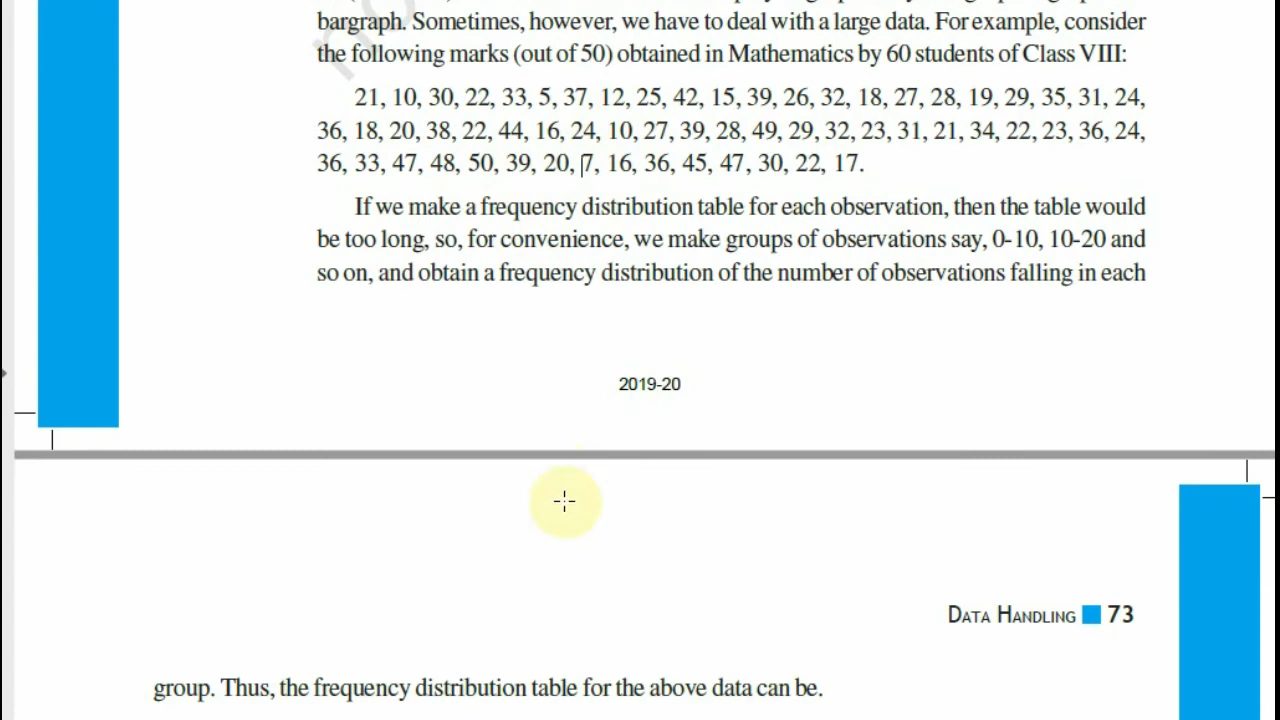 bargraph. Sometimes, however, we have to deal with a large data. For example, consider
the following marks (out of 50) obtained in Mathematics by 60 students of Class VIII:
21, 10, 30, 22, 33, 5, 37, 12, 25, 42, 15, 39, 26, 32, 18, 27, 28, 19, 29, 35, 31, 24,
36, 18, 20, 38, 22, 44, 16, 24, 10, 27, 39, 28, 49, 29, 32, 23, 31, 21, 34, 22, 23, 36, 24,
36, 33, 47, 48, 50, 39, 20, 7, 16, 36, 45, 47, 30, 22, 17.
If we make a frequency distribution table for each observation, then the table would
be too long, so, for convenience, we make groups of observations say, 0-10, 10-20 and
so on, and obtain a frequency distribution of the number of observations falling in each
2019-20
DATA HANDLING 73
group. Thus, the frequency distribution table for the above data can be.